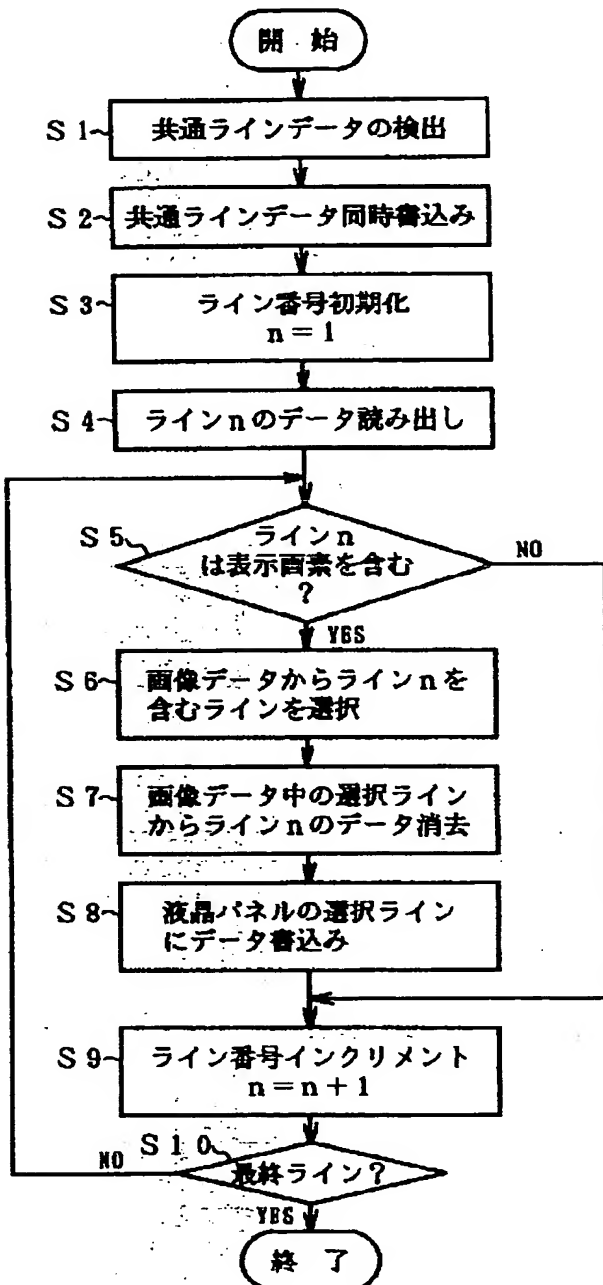 開 始
S1 共通ラインデータの検出
S2 共通ラインデータ同時書込み
S3 ライン番号初期化
n=1
S4 ラインnのデータ読み出し
S5 ラインn
は表示画素を含む
?
NO
YES
S6 画像データからラインnを
含むラインを選択
S7 画像データ中の選択ライン
からラインnのデータ消去
S8 液晶パネルの選択ライン
にデータ書込み
S9 ライン番号インクリメント
n=n+1
S10
NO
最終ライン?
YES
終 了